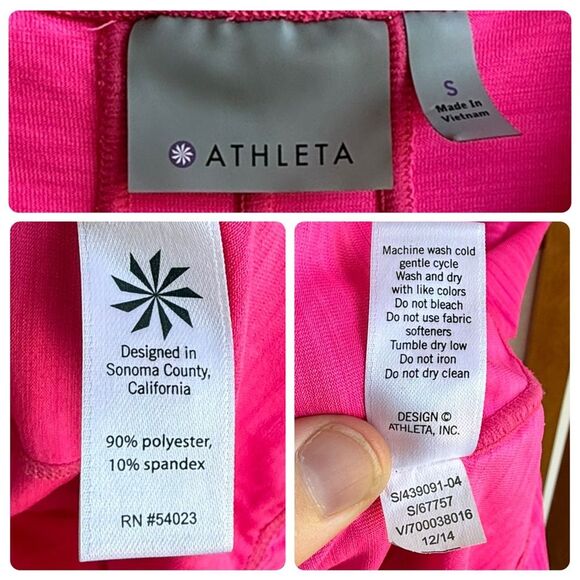 ATHLETA
S
Made In
Vietnam
Designed in
Sonoma County,
California
90% polyester,
10% spandex
RN #54023
Machine wash cold
gentle cycle
Wash and dry
with like colors
Do not bleach
Do not use fabric
softeners
Tumble dry low
Do not iron
Do not dry clean
DESIGN ©
ATHLETA, INC.
S/439091-04
S/67757
V/700038016
12/14